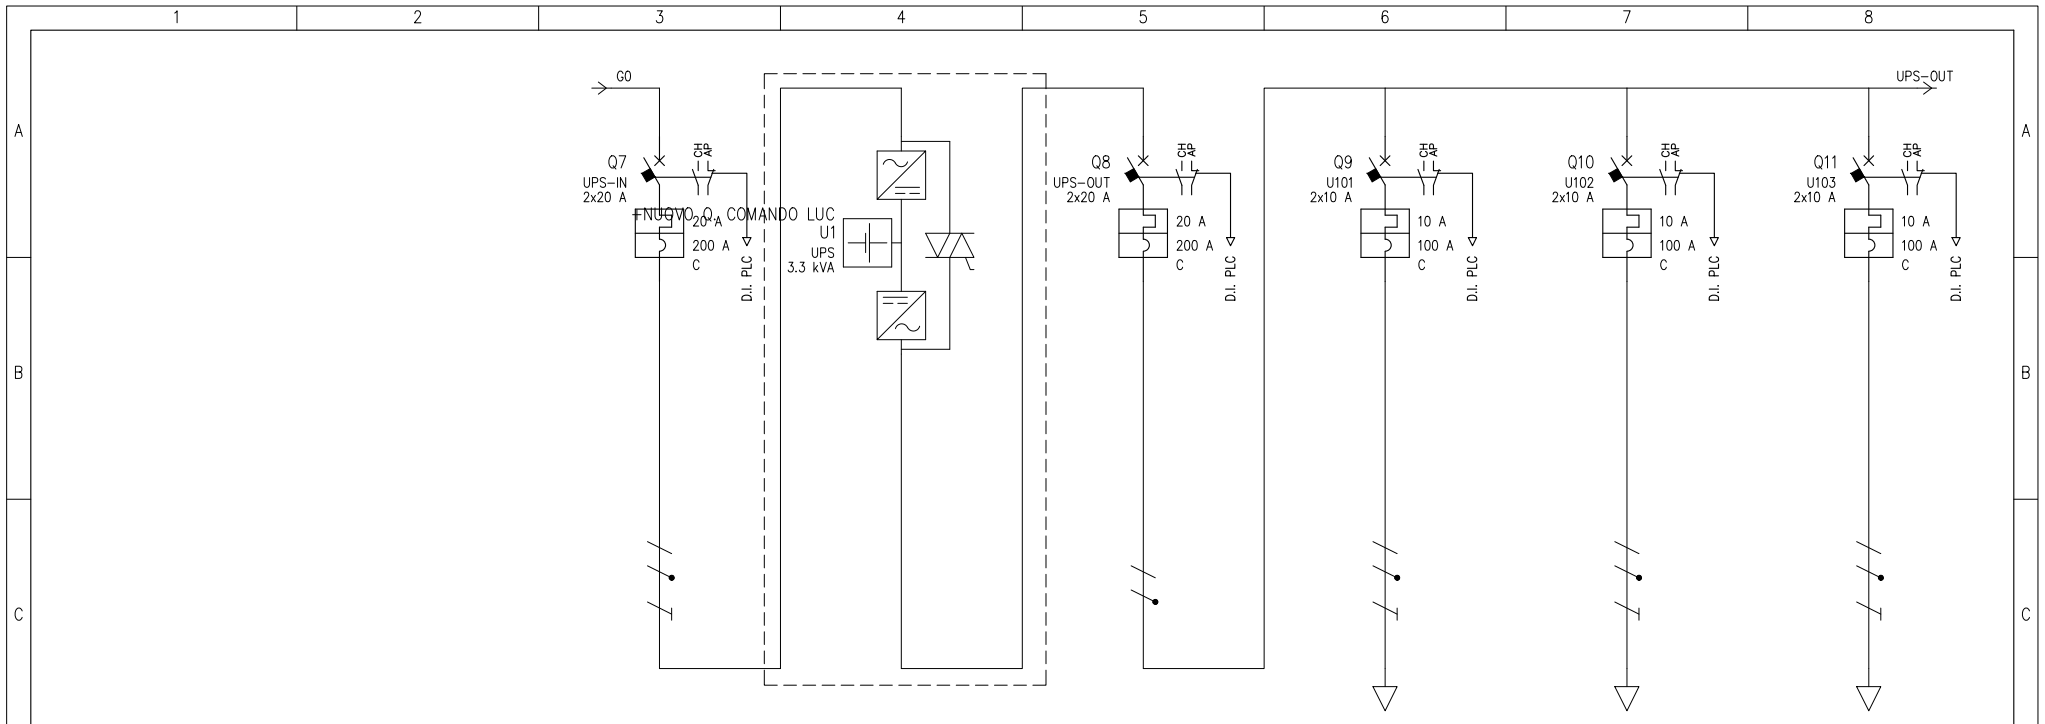 1 2 3 4 5 6 7 8
G0
UPS-OUT
A
A
Q7
UPS-IN
2x20 A
CH
AP
20 A
200 A
C
D.I. PLC
+NUOVO Q. COMANDO LUC
U1
UPS
3.3 kVA
Q8
UPS-OUT
2x20 A
CH
AP
20 A
200 A
C
D.I. PLC
Q9
U101
2x10 A
CH
AP
10 A
100 A
C
D.I. PLC
Q10
U102
2x10 A
CH
AP
10 A
100 A
C
D.I. PLC
Q11
U103
2x10 A
CH
AP
10 A
100 A
C
D.I. PLC
B
B
C
C